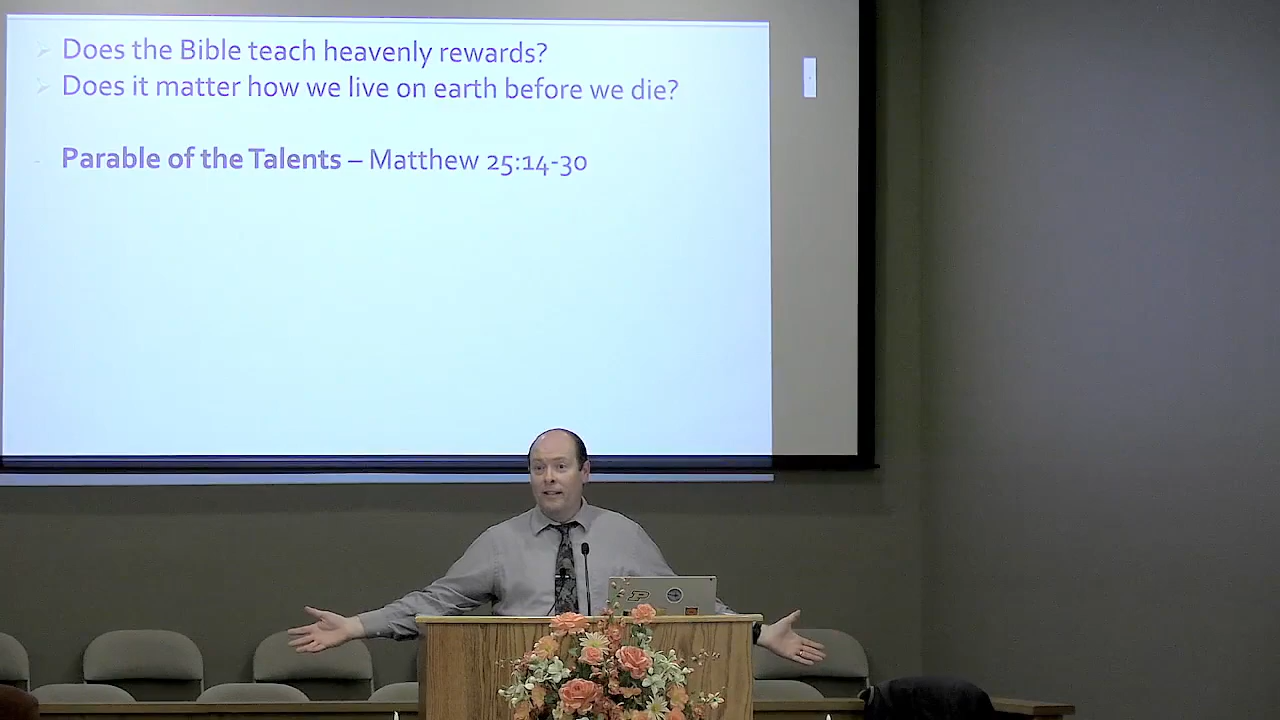 Does the Bible teach heavenly rewards?
Does it matter how we live on earth before we die?
Parable of the Talents – Matthew 25:14-30
P